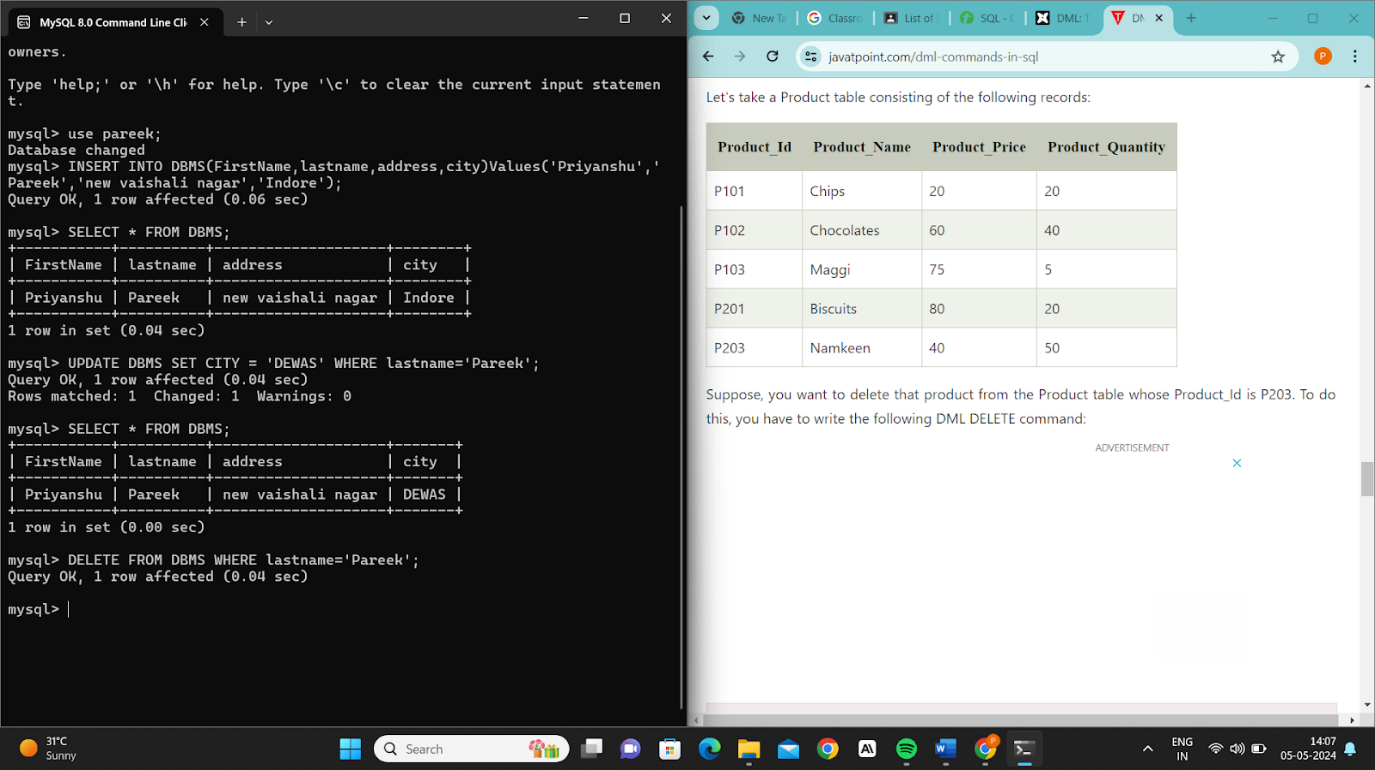 MySQL 8.0 Command Line Cli
owners.
Type 'help;' or '\h' for help. Type '\c' to clear the current input statemen
t.
mysql> use pareek;
Database changed
mysql> INSERT INTO DBMS(FirstName,lastname,address,city)Values('Priyanshu','
Pareek','new vaishali nagar','Indore');
Query OK, 1 row affected (0.06 sec)
mysql> SELECT * FROM DBMS;
+-----------+----------+--------------------+--------+
| FirstName | lastname | address            | city   |
+-----------+----------+--------------------+--------+
| Priyanshu | Pareek   | new vaishali nagar | Indore |
+-----------+----------+--------------------+--------+
1 row in set (0.04 sec)
mysql> UPDATE DBMS SET CITY = 'DEWAS' WHERE lastname='Pareek';
Query OK, 1 row affected (0.04 sec)
Rows matched: 1  Changed: 1  Warnings: 0
mysql> SELECT * FROM DBMS;
+-----------+----------+--------------------+-------+
| FirstName | lastname | address            | city  |
+-----------+----------+--------------------+-------+
| Priyanshu | Pareek   | new vaishali nagar | DEWAS |
+-----------+----------+--------------------+-------+
1 row in set (0.00 sec)
mysql> DELETE FROM DBMS WHERE lastname='Pareek';
Query OK, 1 row affected (0.04 sec)
mysql>
New Ta Classro List of SQL - C DML: T DN
javatpoint.com/dml-commands-in-sql
P
Let's take a Product table consisting of the following records:
Product_Id Product_Name Product_Price Product_Quantity
P101 Chips 20 20
P102 Chocolates 60 40
P103 Maggi 75 5
P201 Biscuits 80 20
P203 Namkeen 40 50
Suppose, you want to delete that product from the Product table whose Product_Id is P203. To do
this, you have to write the following DML DELETE command:
ADVERTISEMENT
31°C
Sunny
Search
ENG
IN
14:07
05-05-2024